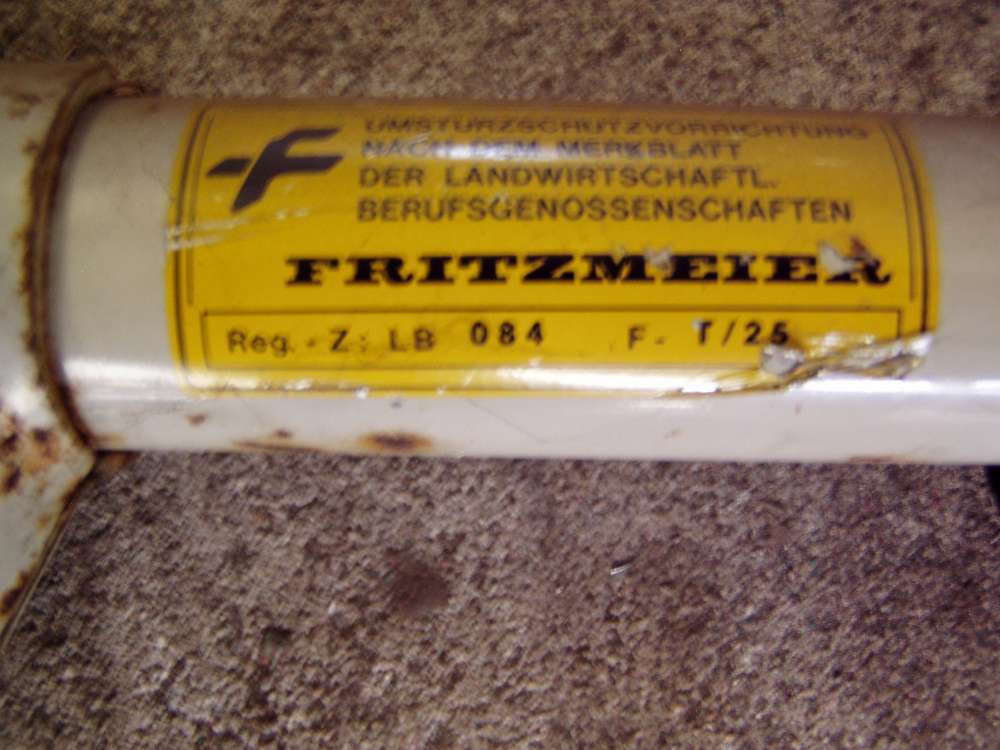 UMSTURZSCHUTZVORRICHTUNG
NACH DEM MERKBLATT
DER LANDWIRTSCHAFTL.
BERUFSGENOSSENSCHAFTEN
FRITZMEIER
Reg. - Z: LB 084 F- T/25